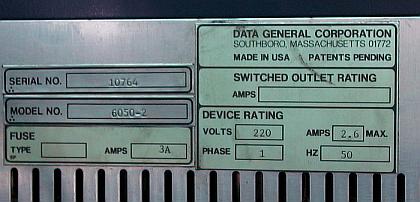 DATA GENERAL CORPORATION
SOUTHBORO, MASSACHUSETTS 01772
MADE IN USA PATENTS PENDING
SWITCHED OUTLET RATING
AMPS
SERIAL NO. 10764
MODEL NO. 6050-2
FUSE
TYPE AMPS 3A
DEVICE RATING
VOLTS 220 AMPS 2.6 MAX.
PHASE 1 HZ 50